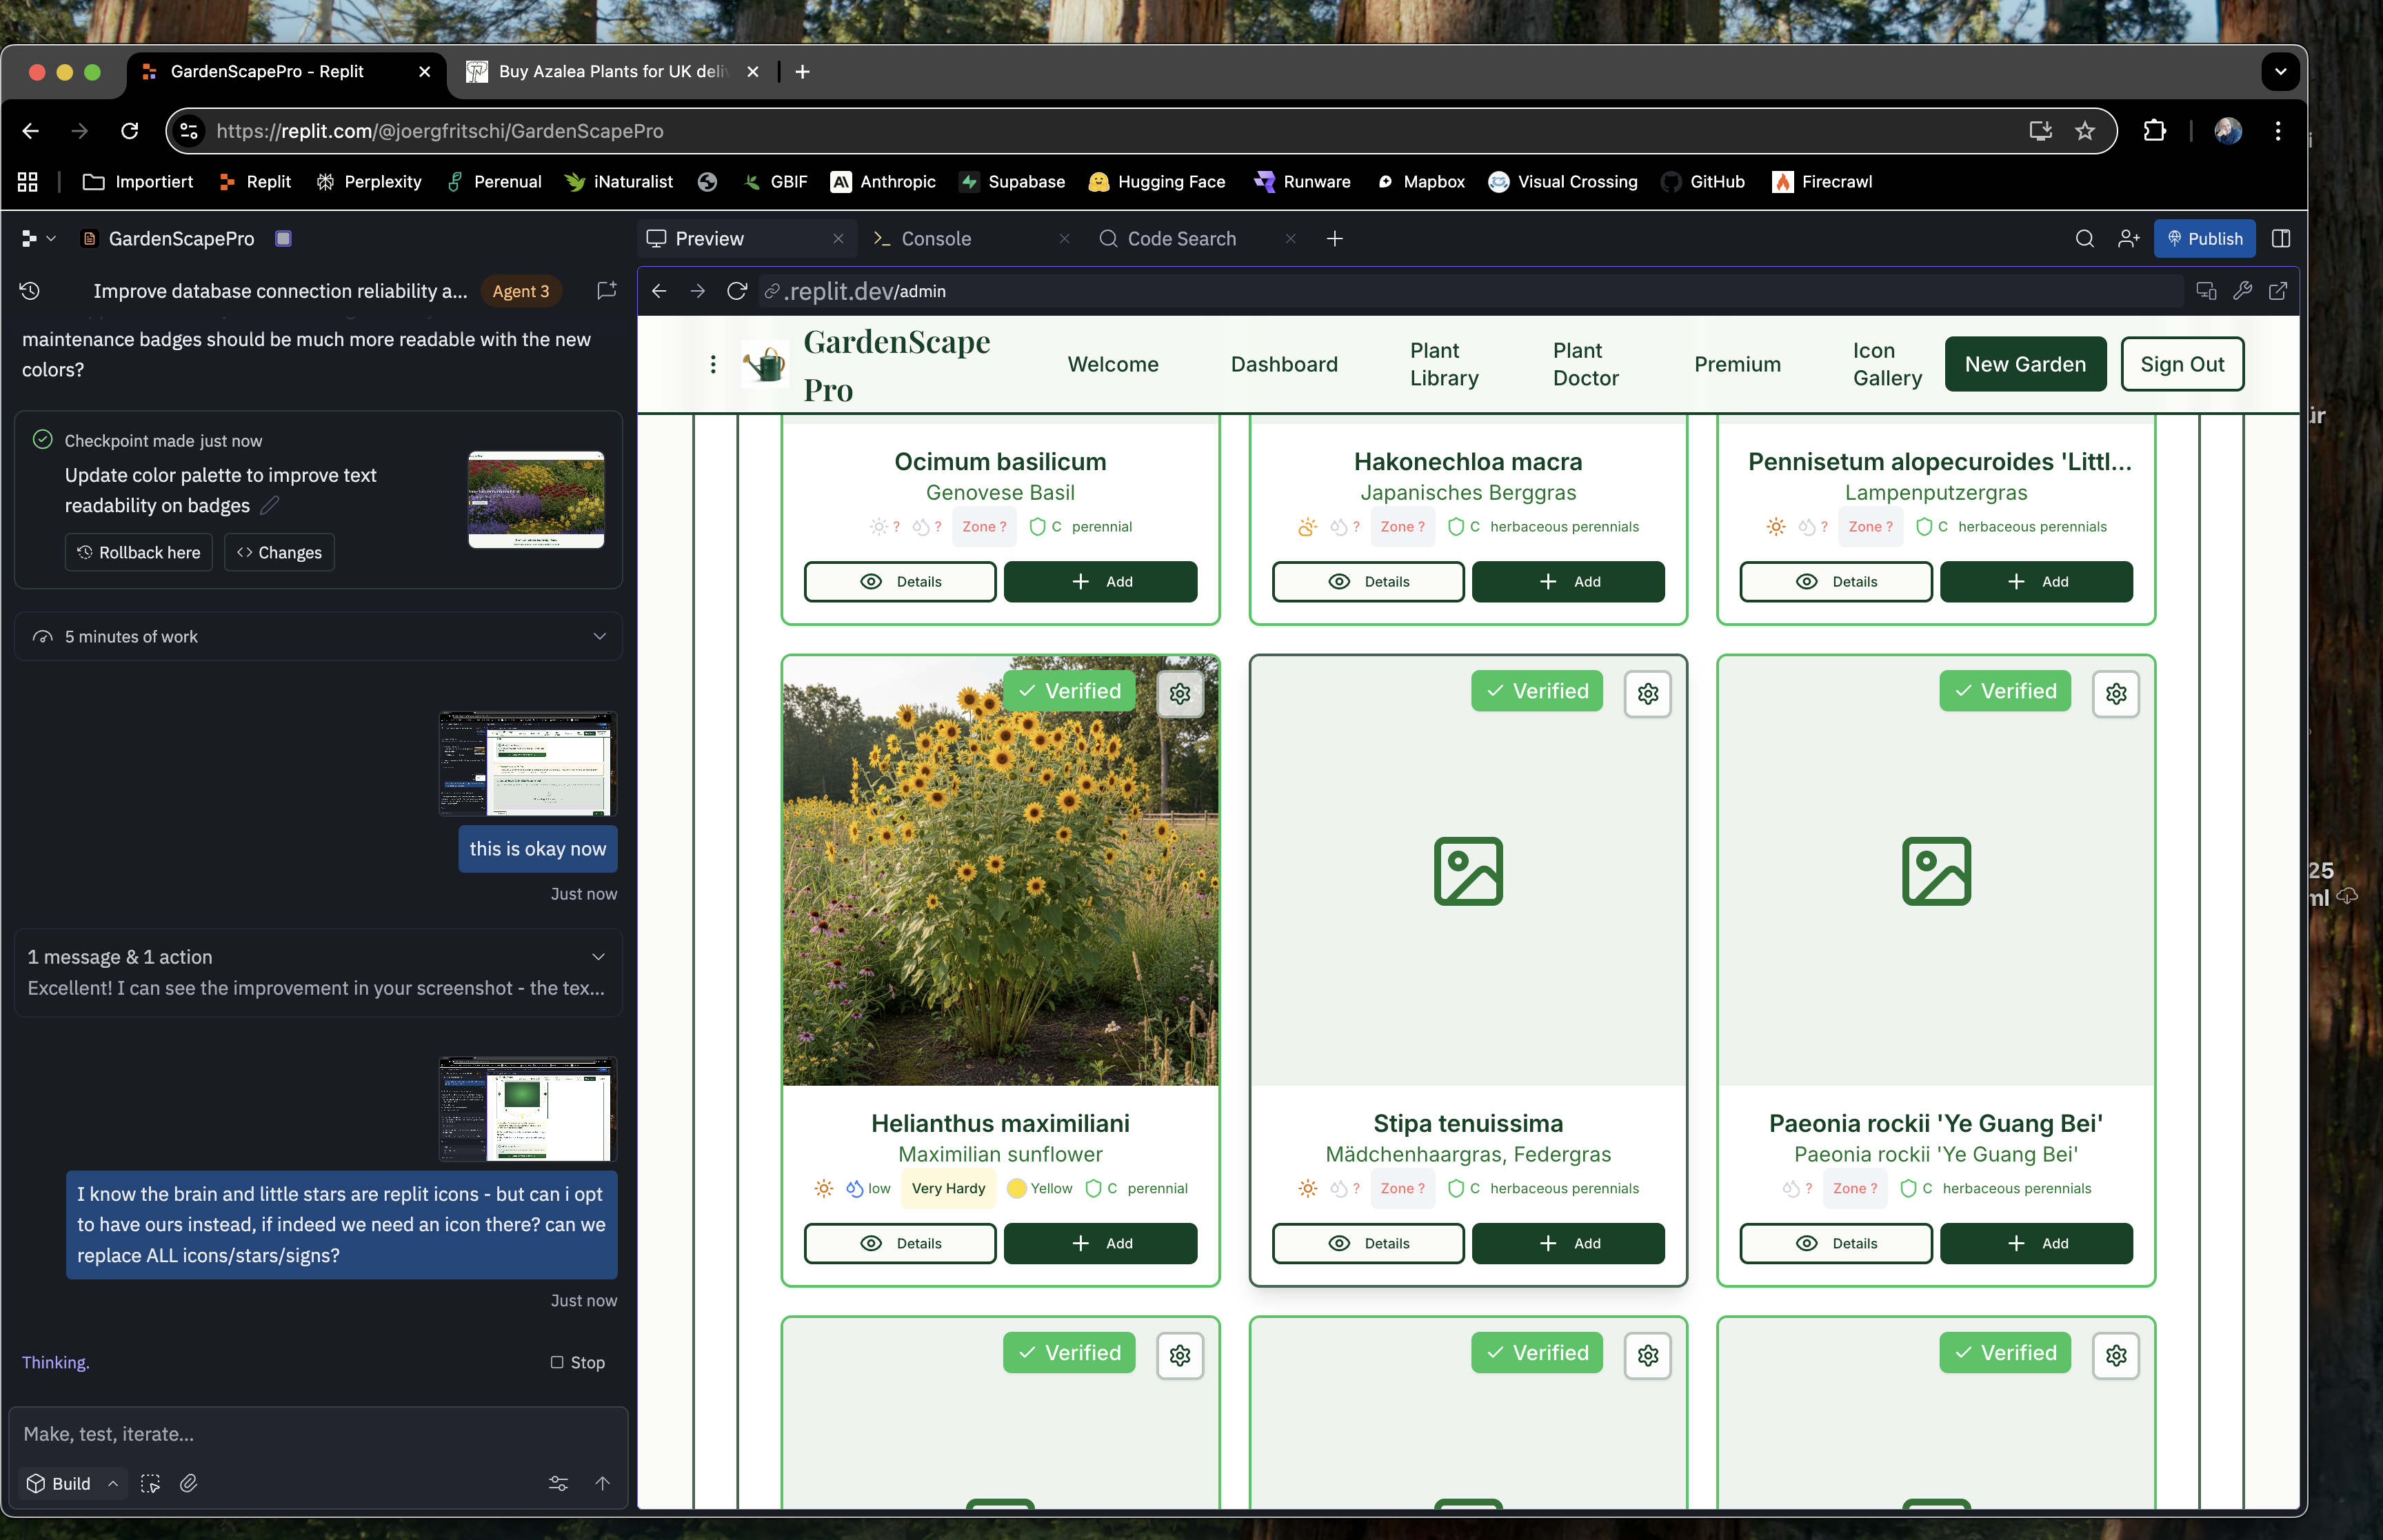 GardenScapePro - Replit
Buy Azalea Plants for UK deli
https://replit.com/@joergfritschi/GardenScapePro
Importiert
Replit
Perplexity
Perenual
iNaturalist
GBIF
Anthropic
Supabase
Hugging Face
Runware
Mapbox
Visual Crossing
GitHub
Firecrawl
GardenScapePro
Improve database connection reliability a...
Agent 3
maintenance badges should be much more readable with the new
colors?
Checkpoint made just now
Update color palette to improve text
readability on badges
Rollback here
Changes
5 minutes of work
this is okay now
Just now
1 message & 1 action
Excellent! I can see the improvement in your screenshot - the tex...
I know the brain and little stars are replit icons - but can i opt
to have ours instead, if indeed we need an icon there? can we
replace ALL icons/stars/signs?
Just now
Thinking.
Stop
Make, test, iterate...
Build
Preview
Console
Code Search
Publish
.replit.dev/admin
GardenScape
Pro
Welcome
Dashboard
Plant
Library
Plant
Doctor
Premium
Icon
Gallery
New Garden
Sign Out
Ocimum basilicum
Genovese Basil
? ? Zone ? C perennial
Details
Add
Hakonechloa macra
Japanisches Berggras
? Zone ? C herbaceous perennials
Details
Add
Pennisetum alopecuroides 'Littl...
Lampenputzergras
? Zone ? C herbaceous perennials
Details
Add
Verified
Helianthus maximiliani
Maximilian sunflower
low Very Hardy Yellow C perennial
Details
Add
Verified
Stipa tenuissima
Mädchenhaargras, Federgras
? Zone ? C herbaceous perennials
Details
Add
Verified
Paeonia rockii 'Ye Guang Bei'
Paeonia rockii 'Ye Guang Bei'
? Zone ? C herbaceous perennials
Details
Add
Verified
Verified
Verified
25